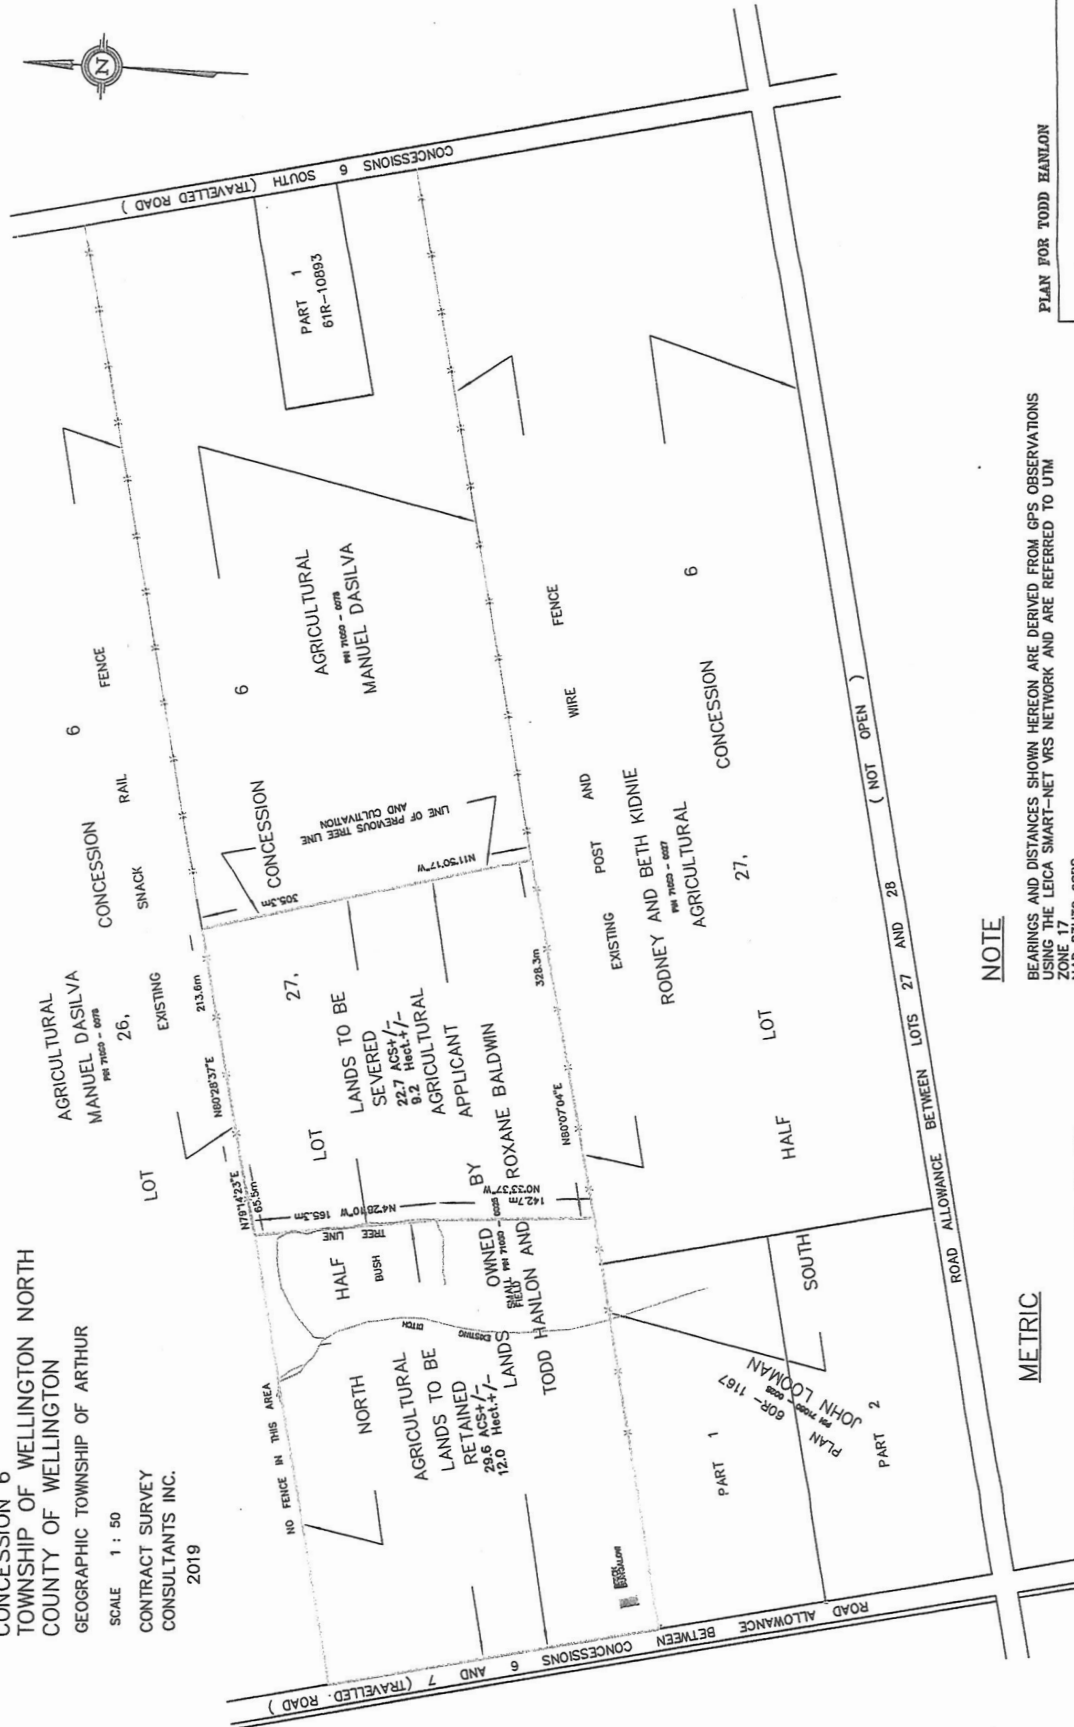 CONCESSION 6
TOWNSHIP OF WELLINGTON NORTH
COUNTY OF WELLINGTON
GEOGRAPHIC TOWNSHIP OF ARTHUR
SCALE 1 : 50
CONTRACT SURVEY
CONSULTANTS INC.
2019
N
AGRICULTURAL
MANUEL DASILVA
LOT 26, CONCESSION 6
EXISTING SNACK RAIL FENCE
N79°14'23"E
65.5m
N80°28'37"E
213.6m
NO FENCE IN THIS AREA
NORTH HALF LOT 27, CONCESSION 6
AGRICULTURAL
LANDS TO BE
RETAINED
29.6 ACS+/-
12.0 Hect.+/-
TREE
LINE
BUSH
EXISTING DITCH
SMALL
FIELD
LANDS OWNED BY APPLICANT
TODD HANLON AND ROXANE BALDWIN
LANDS TO BE
SEVERED
22.7 ACS+/-
9.2 Hect.+/-
AGRICULTURAL
N4°28'10"W 165.3m
142.7m
N0°33'37"W
305.3m
N11°50'17"W
LINE OF PREVIOUS TREE LINE
AND CULTIVATION
N80°07'04"E
328.3m
AGRICULTURAL
MANUEL DASILVA
PART 1
61R-10893
CONCESSIONS 6 SOUTH (TRAVELLED ROAD )
EXISTING POST AND WIRE FENCE
RODNEY AND BETH KIDNIE
AGRICULTURAL
SOUTH HALF LOT 27, CONCESSION 6
PART 1
PLAN 60R- 1167
JOHN LOOMAN
PART 2
ROAD ALLOWANCE BETWEEN CONCESSIONS 6 AND 7 (TRAVELLED ROAD )
ROAD ALLOWANCE BETWEEN LOTS 27 AND 28 ( NOT OPEN )
METRIC
NOTE
BEARINGS AND DISTANCES SHOWN HEREON ARE DERIVED FROM GPS OBSERVATIONS
USING THE LEICA SMART-NET VRS NETWORK AND ARE REFERRED TO UTM
ZONE 17
PLAN FOR TODD HANLON